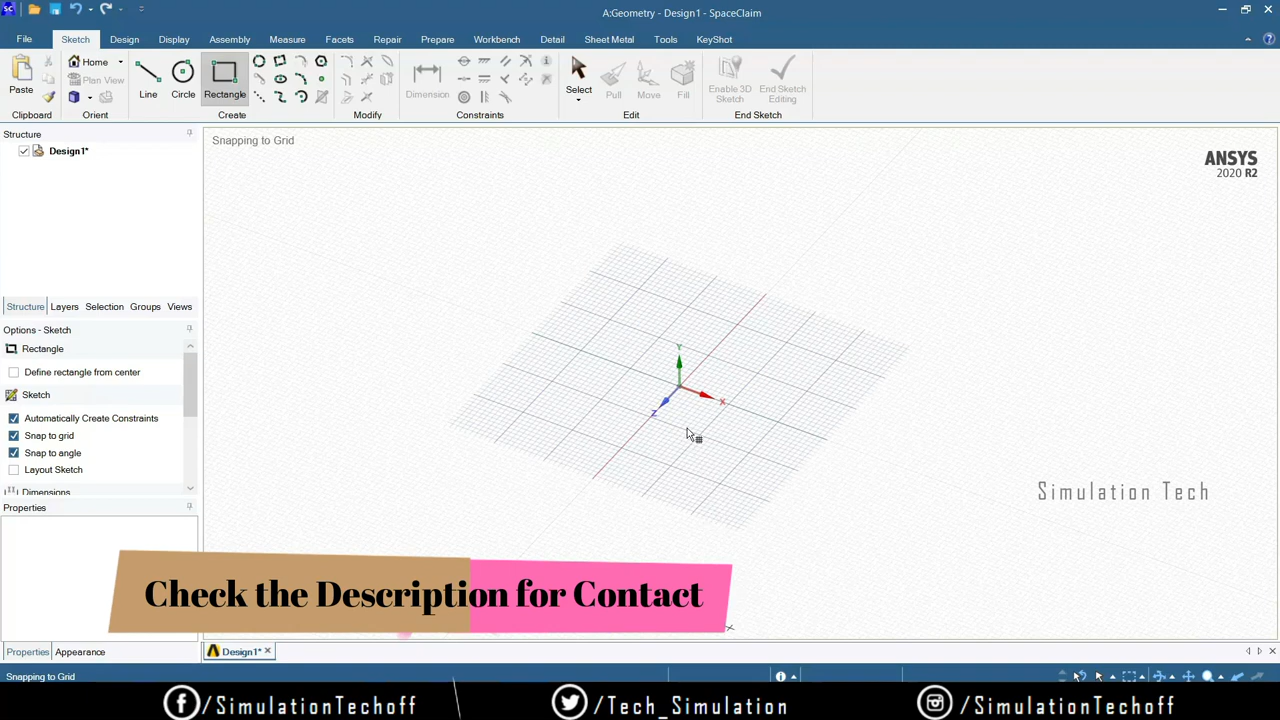 A:Geometry - Design1 - SpaceClaim
File Sketch Design Display Assembly Measure Facets Repair Prepare Workbench Detail Sheet Metal Tools KeyShot
Paste
Home
Plan View
Line
Circle
Rectangle
Dimension
Select
Pull
Move
Fill
Enable 3D Sketch
End Sketch Editing
Clipboard Orient Create Modify Constraints Edit End Sketch
Structure
Design1*
Structure Layers Selection Groups Views
Options - Sketch
Rectangle
Define rectangle from center
Sketch
Automatically Create Constraints
Snap to grid
Snap to angle
Layout Sketch
Dimensions
Properties
Properties Appearance
Snapping to Grid
ANSYS
2020 R2
Y
X
Z
Simulation Tech
Check the Description for Contact
Design1*
Snapping to Grid
/SimulationTechoff
/Tech_Simulation
/SimulationTechoff